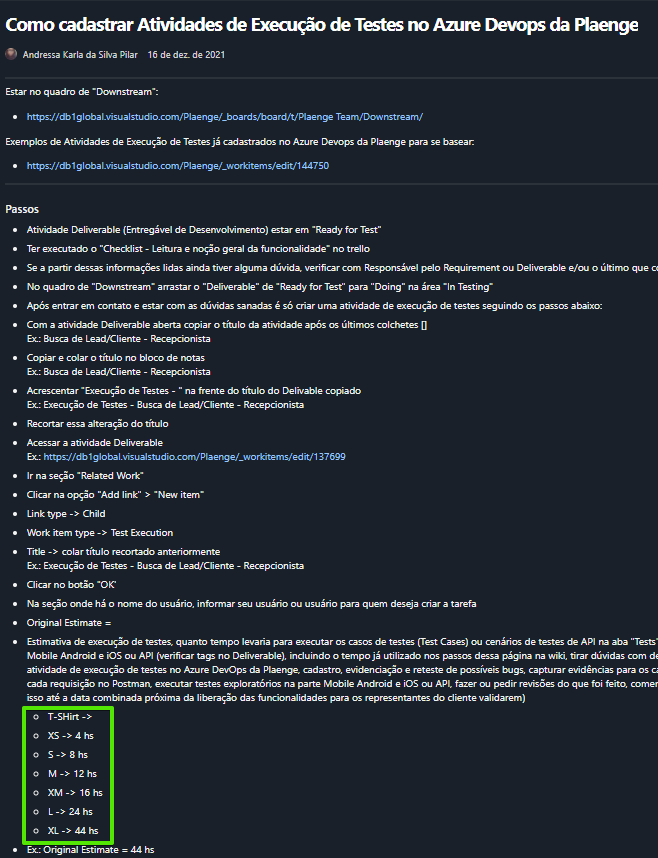 Como cadastrar Atividades de Execução de Testes no Azure Devops da Plaenge
Andressa Karla da Silva Pilar 16 de dez. de 2021
Estar no quadro de "Downstream":
https://db1global.visualstudio.com/Plaenge/_boards/board/t/Plaenge Team/Downstream/
Exemplos de Atividades de Execução de Testes já cadastrados no Azure Devops da Plaenge para se basear:
https://db1global.visualstudio.com/Plaenge/_workitems/edit/144750
Passos
Atividade Deliverable (Entregável de Desenvolvimento) estar em "Ready for Test"
Ter executado o "Checklist - Leitura e noção geral da funcionalidade" no trello
Se a partir dessas informações lidas ainda tiver alguma dúvida, verificar com Responsável pelo Requirement ou Deliverable e/ou o último que
No quadro de "Downstream" arrastar o "Deliverable" de "Ready for Test" para "Doing" na área "In Testing"
Após entrar em contato e estar com as dúvidas sanadas é só criar uma atividade de execução de testes seguindo os passos abaixo:
Com a atividade Deliverable aberta copiar o título da atividade após os últimos colchetes []
Ex.: Busca de Lead/Cliente - Recepcionista
Copiar e colar o título no bloco de notas
Ex.: Busca de Lead/Cliente - Recepcionista
Acrescentar "Execução de Testes - " na frente do título do Delivable copiado
Ex.: Execução de Testes - Busca de Lead/Cliente - Recepcionista
Recortar essa alteração do título
Acessar a atividade Deliverable
Ex.: https://db1global.visualstudio.com/Plaenge/_workitems/edit/137699
Ir na seção "Related Work"
Clicar na opção "Add link" > "New item"
Link type -> Child
Work item type -> Test Execution
Title -> colar título recortado anteriormente
Ex.: Execução de Testes - Busca de Lead/Cliente - Recepcionista
Clicar no botão "OK'
Na seção onde há o nome do usuário, informar seu usuário ou usuário para quem deseja criar a tarefa
Original Estimate =
Estimativa de execução de testes, quanto tempo levaria para executar os casos de testes (Test Cases) ou cenários de testes de API na aba "Tests"
Mobile Android e iOS ou API (verificar tags no Deliverable), incluindo o tempo já utilizado nos passos dessa página na wiki, tirar dúvidas com
atividade de execução de testes no Azure DevOps da Plaenge, cadastro, evidenciação e reteste de possíveis bugs, capturar evidências para os
cada requisição no Postman, executar testes exploratórios na parte Mobile Android e iOS ou API, fazer ou pedir revisões do que foi feito,
isso até a data combinada próxima da liberação das funcionalidades para os representantes do cliente validarem)
T-SHirt ->
XS -> 4 hs
S -> 8 hs
M -> 12 hs
XM -> 16 hs
L -> 24 hs
XL -> 44 hs
Ex.: Original Estimate = 44 hs